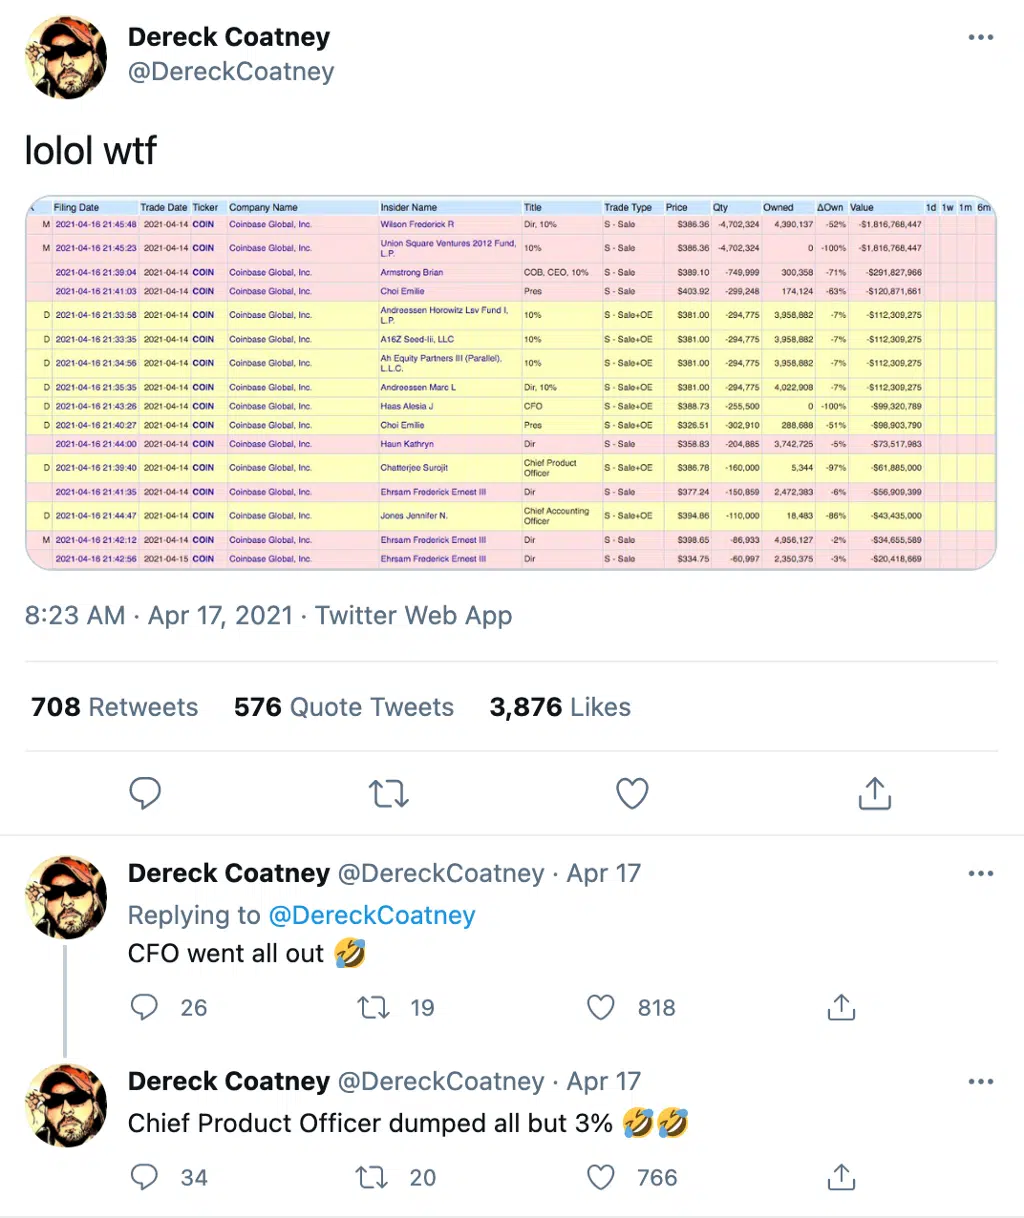 Dereck Coatney
@DereckCoatney
lolol wtf
Filing Date Trade Date Ticker Company Name Insider Name Title Trade Type Price Qty Owned ΔOwn Value 1d 1w 1m 6m
M 2021-04-16 21:45:48 2021-04-14 COIN Coinbase Global, Inc. Wilson Frederick R Dir, 10% S - Sale $386.36 -4,702,324 4,390,137 -52% -$1,816,768,447
M 2021-04-16 21:45:23 2021-04-14 COIN Coinbase Global, Inc. Union Square Ventures 2012 Fund, L.P. 10% S - Sale $386.36 -4,702,324 0 -100% -$1,816,768,447
2021-04-16 21:39:04 2021-04-14 COIN Coinbase Global, Inc. Armstrong Brian COB, CEO, 10% S - Sale $389.10 -749,999 300,358 -71% -$291,827,966
2021-04-16 21:41:03 2021-04-14 COIN Coinbase Global, Inc. Choi Emilie Pres S - Sale $403.92 -299,248 174,124 -63% -$120,871,661
D 2021-04-16 21:33:58 2021-04-14 COIN Coinbase Global, Inc. Andreessen Horowitz Lsv Fund I, L.P. 10% S - Sale+OE $381.00 -294,775 3,958,882 -7% -$112,309,275
D 2021-04-16 21:33:35 2021-04-14 COIN Coinbase Global, Inc. A16Z Seed-Iii, LLC 10% S - Sale+OE $381.00 -294,775 3,958,882 -7% -$112,309,275
D 2021-04-16 21:34:56 2021-04-14 COIN Coinbase Global, Inc. Ah Equity Partners III (Parallel), L.L.C. 10% S - Sale+OE $381.00 -294,775 3,958,882 -7% -$112,309,275
D 2021-04-16 21:35:35 2021-04-14 COIN Coinbase Global, Inc. Andreessen Marc L Dir, 10% S - Sale+OE $381.00 -294,775 4,022,908 -7% -$112,309,275
D 2021-04-16 21:43:26 2021-04-14 COIN Coinbase Global, Inc. Haas Alesia J CFO S - Sale+OE $388.73 -255,500 0 -100% -$99,320,789
D 2021-04-16 21:40:27 2021-04-14 COIN Coinbase Global, Inc. Choi Emilie Pres S - Sale+OE $326.51 -302,910 288,688 -51% -$98,903,790
2021-04-16 21:44:00 2021-04-14 COIN Coinbase Global, Inc. Haun Kathryn Dir S - Sale $358.83 -204,885 3,742,725 -5% -$73,517,983
D 2021-04-16 21:39:40 2021-04-14 COIN Coinbase Global, Inc. Chatterjee Surojit Chief Product Officer S - Sale+OE $386.78 -160,000 5,344 -97% -$61,885,000
2021-04-16 21:41:35 2021-04-14 COIN Coinbase Global, Inc. Ehrsam Frederick Ernest III Dir S - Sale $377.24 -150,859 2,472,383 -6% -$56,909,399
D 2021-04-16 21:44:47 2021-04-14 COIN Coinbase Global, Inc. Jones Jennifer N. Chief Accounting Officer S - Sale+OE $394.86 -110,000 18,483 -86% -$43,435,000
M 2021-04-16 21:42:12 2021-04-14 COIN Coinbase Global, Inc. Ehrsam Frederick Ernest III Dir S - Sale $398.65 -86,933 4,956,127 -2% -$34,655,589
2021-04-16 21:42:56 2021-04-15 COIN Coinbase Global, Inc. Ehrsam Frederick Ernest III Dir S - Sale $334.75 -60,997 2,350,375 -3% -$20,418,669
8:23 AM · Apr 17, 2021 · Twitter Web App
708 Retweets 576 Quote Tweets 3,876 Likes
Dereck Coatney @DereckCoatney · Apr 17
Replying to @DereckCoatney
CFO went all out 🤣
26 19 818
Dereck Coatney @DereckCoatney · Apr 17
Chief Product Officer dumped all but 3% 🤣🤣
34 20 766